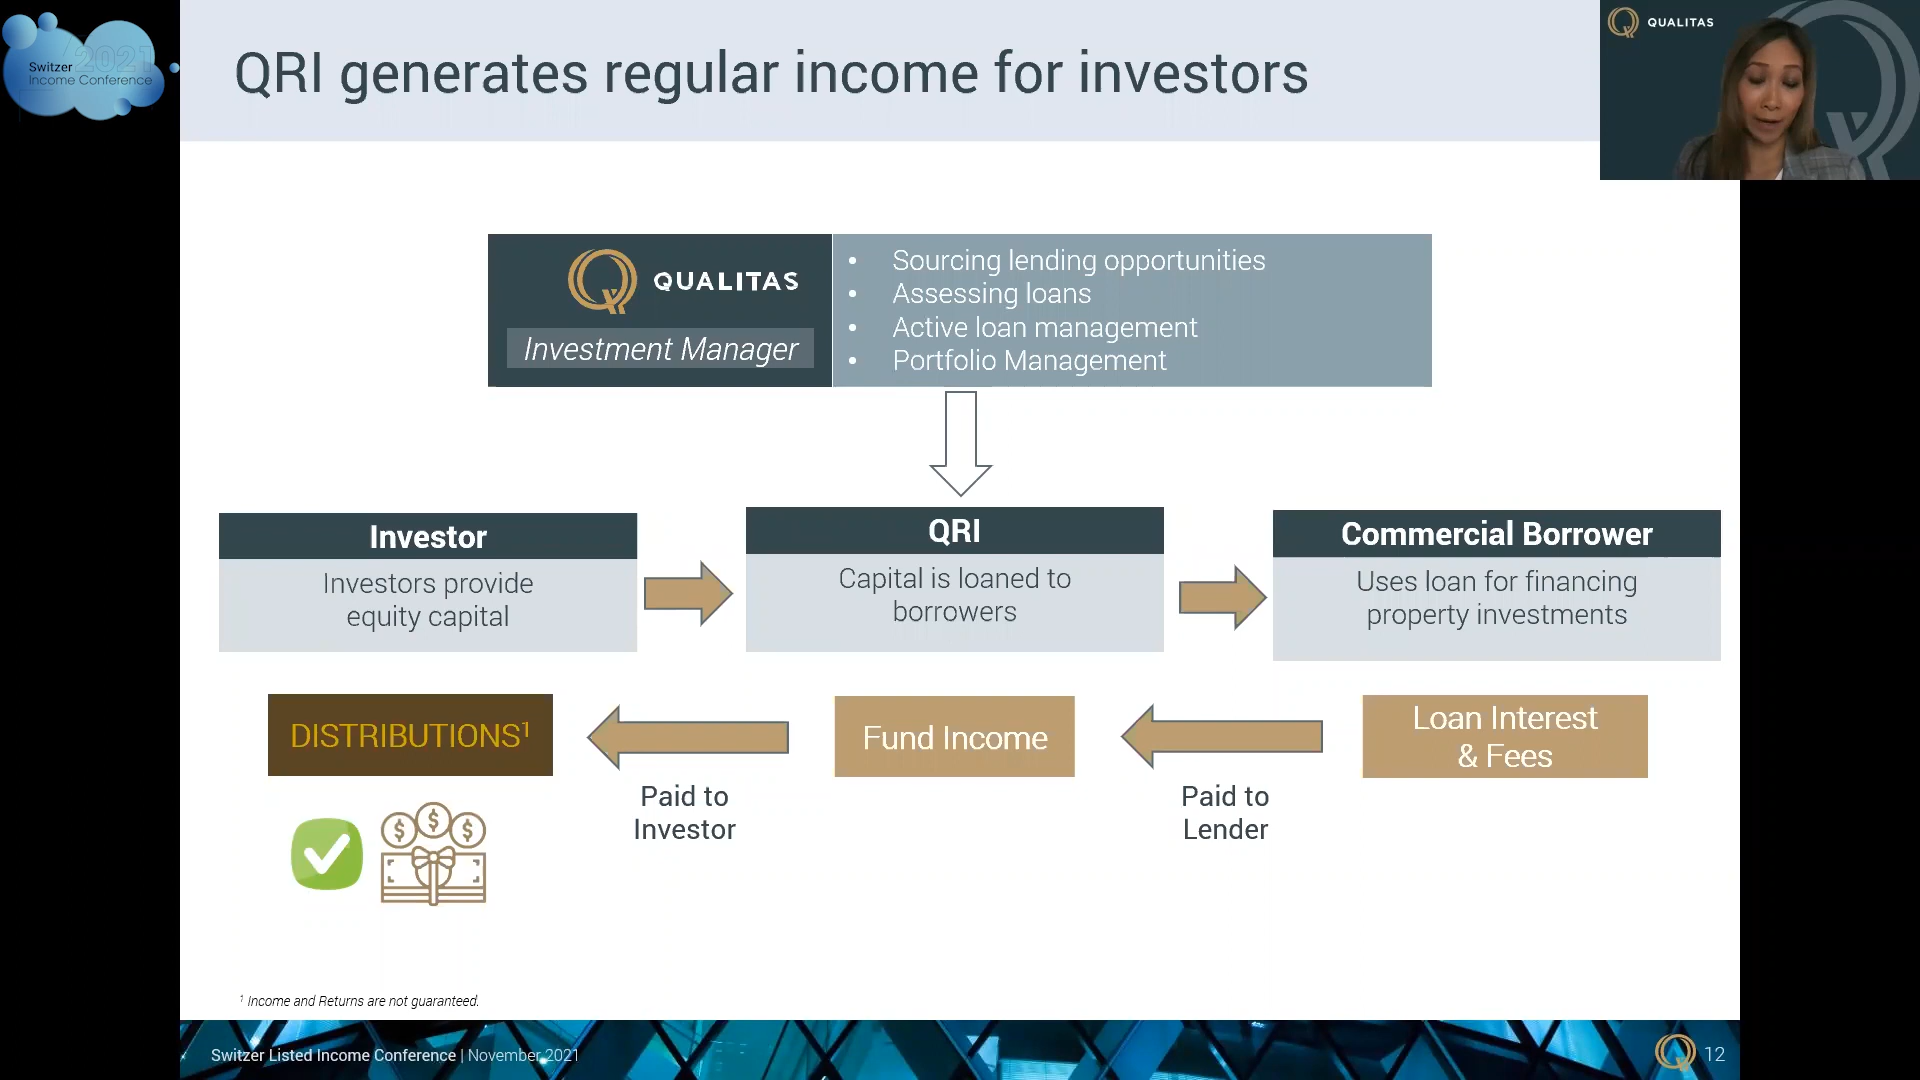 2021
Switzer
Income Conference
QRI generates regular income for investors
QUALITAS
QUALITAS
Investment Manager
• Sourcing lending opportunities
• Assessing loans
• Active loan management
• Portfolio Management
Investor
Investors provide
equity capital
QRI
Capital is loaned to
borrowers
Commercial Borrower
Uses loan for financing
property investments
DISTRIBUTIONS¹
Paid to
Investor
Fund Income
Paid to
Lender
Loan Interest
& Fees
¹ Income and Returns are not guaranteed.
Switzer Listed Income Conference | November 2021
12